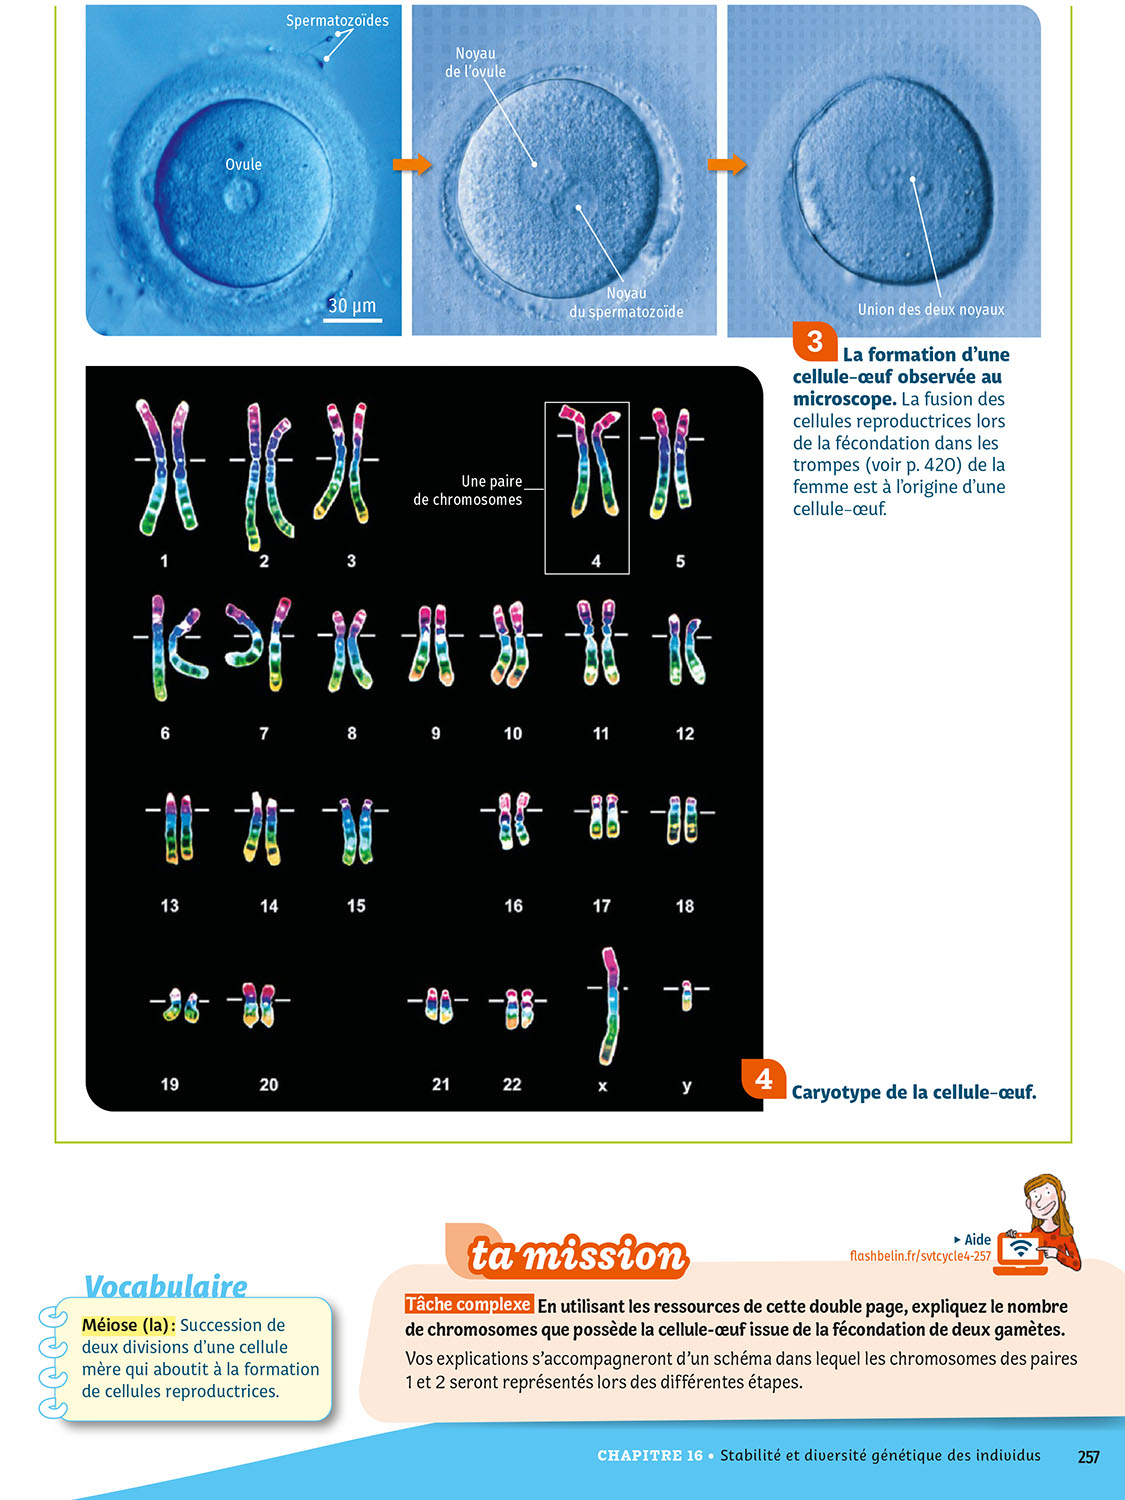 Spermatozoïdes
Ovule
30 µm
Noyau
de l'ovule
Noyau
du spermatozoïde
Union des deux noyaux
3 La formation d'une
cellule-œuf observée au
microscope. La fusion des
cellules reproductrices lors
de la fécondation dans les
trompes (voir p. 420) de la
femme est à l'origine d'une
cellule-œuf.
Une paire
de chromosomes
1 2 3 4 5
6 7 8 9 10 11 12
13 14 15 16 17 18
19 20 21 22 x y
4 Caryotype de la cellule-œuf.
Vocabulaire
Méiose (la) : Succession de
deux divisions d'une cellule
mère qui aboutit à la formation
de cellules reproductrices.
ta mission
▸ Aide
flashbelin.fr/svtcycle4-257
Tâche complexe En utilisant les ressources de cette double page, expliquez le nombre
de chromosomes que possède la cellule-œuf issue de la fécondation de deux gamètes.
Vos explications s'accompagneront d'un schéma dans lequel les chromosomes des paires
1 et 2 seront représentés lors des différentes étapes.
CHAPITRE 16 • Stabilité et diversité génétique des individus 257